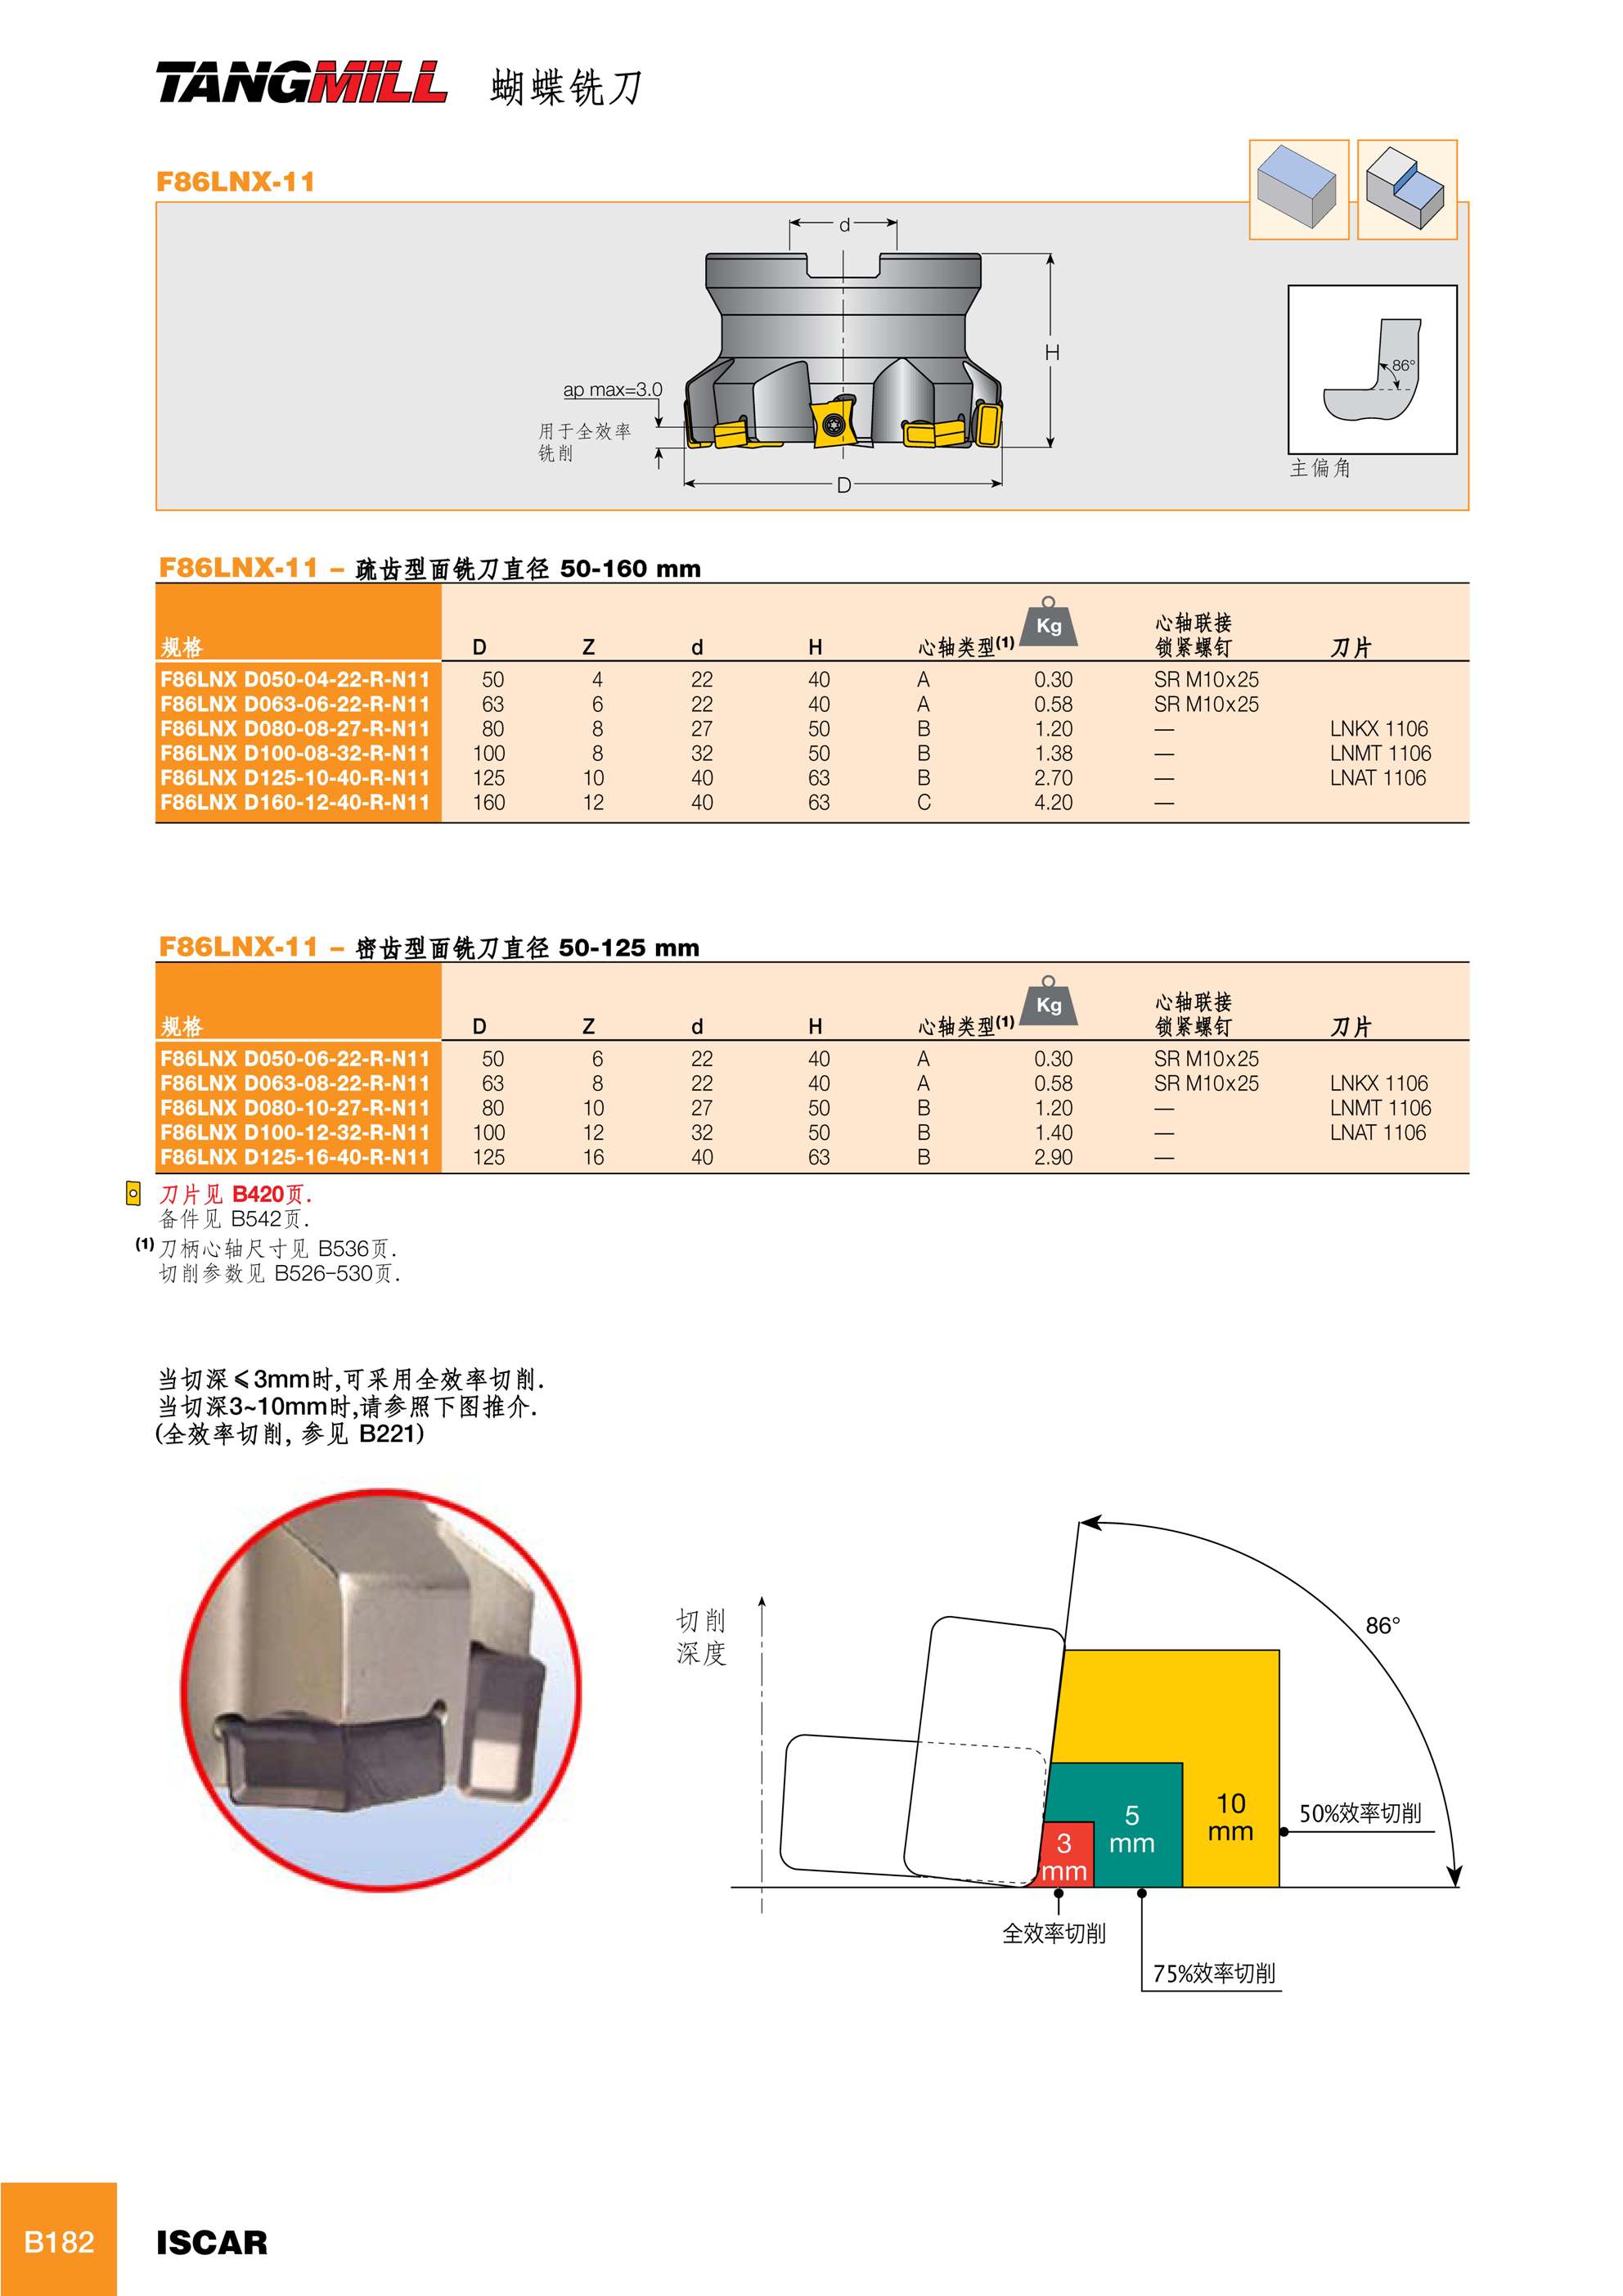 TANGMILL 蝴蝶铣刀
F86LNX-11
d
H
ap max=3.0
用于全效率
铣削
D
86°
主偏角
F86LNX-11 – 疏齿型面铣刀直径 50-160 mm
规格 D Z d H 心轴类型(1) Kg 心轴联接 锁紧螺钉 刀片
F86LNX D050-04-22-R-N11 50 4 22 40 A 0.30 SR M10x25
F86LNX D063-06-22-R-N11 63 6 22 40 A 0.58 SR M10x25
F86LNX D080-08-27-R-N11 80 8 27 50 B 1.20 — LNKX 1106
F86LNX D100-08-32-R-N11 100 8 32 50 B 1.38 — LNMT 1106
F86LNX D125-10-40-R-N11 125 10 40 63 B 2.70 — LNAT 1106
F86LNX D160-12-40-R-N11 160 12 40 63 C 4.20 —
F86LNX-11 – 密齿型面铣刀直径 50-125 mm
规格 D Z d H 心轴类型(1) Kg 心轴联接 锁紧螺钉 刀片
F86LNX D050-06-22-R-N11 50 6 22 40 A 0.30 SR M10x25
F86LNX D063-08-22-R-N11 63 8 22 40 A 0.58 SR M10x25 LNKX 1106
F86LNX D080-10-27-R-N11 80 10 27 50 B 1.20 — LNMT 1106
F86LNX D100-12-32-R-N11 100 12 32 50 B 1.40 — LNAT 1106
F86LNX D125-16-40-R-N11 125 16 40 63 B 2.90 —
刀片见 B420页.
备件见 B542页.
(1) 刀柄心轴尺寸见 B536页.
切削参数见 B526–530页.
当切深≤3mm时,可采用全效率切削.
当切深3~10mm时,请参照下图推介.
(全效率切削, 参见 B221)
切削
深度
86°
10
mm
5
mm
3
mm
50%效率切削
全效率切削
75%效率切削
B182 ISCAR